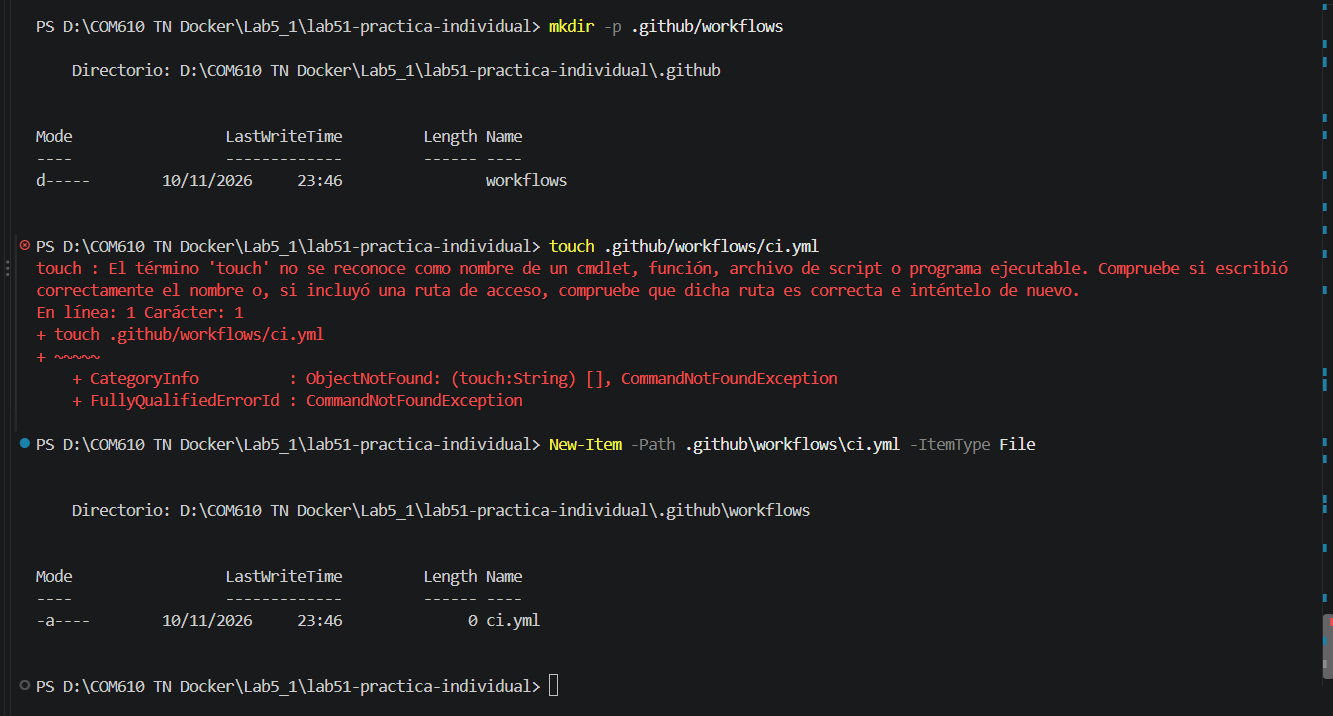 PS D:\COM610 TN Docker\Lab5_1\lab51-practica-individual> mkdir -p .github/workflows
    Directorio: D:\COM610 TN Docker\Lab5_1\lab51-practica-individual\.github
Mode                 LastWriteTime         Length Name
----                 -------------         ------ ----
d-----        10/11/2026     23:46                workflows
PS D:\COM610 TN Docker\Lab5_1\lab51-practica-individual> touch .github/workflows/ci.yml
touch : El término 'touch' no se reconoce como nombre de un cmdlet, función, archivo de script o programa ejecutable. Compruebe si escribió
correctamente el nombre o, si incluyó una ruta de acceso, compruebe que dicha ruta es correcta e inténtelo de nuevo.
En línea: 1 Carácter: 1
+ touch .github/workflows/ci.yml
+ ~~~~~
    + CategoryInfo          : ObjectNotFound: (touch:String) [], CommandNotFoundException
    + FullyQualifiedErrorId : CommandNotFoundException
PS D:\COM610 TN Docker\Lab5_1\lab51-practica-individual> New-Item -Path .github\workflows\ci.yml -ItemType File
    Directorio: D:\COM610 TN Docker\Lab5_1\lab51-practica-individual\.github\workflows
Mode                 LastWriteTime         Length Name
----                 -------------         ------ ----
-a----        10/11/2026     23:46              0 ci.yml
PS D:\COM610 TN Docker\Lab5_1\lab51-practica-individual>